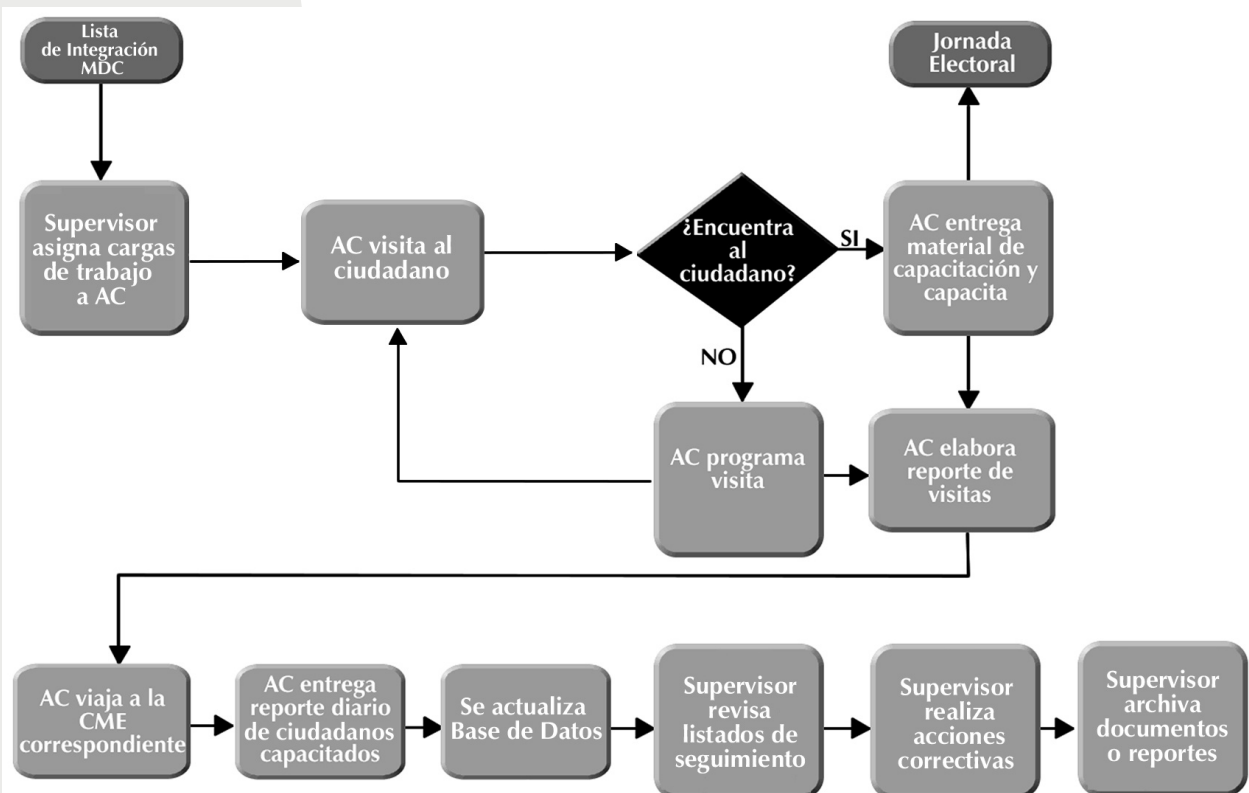 Lista
de Integración
MDC
Jornada
Electoral
Supervisor
asigna cargas
de trabajo
a AC
AC visita al
ciudadano
¿Encuentra
al
ciudadano?
SI
AC entrega
material de
capacitación y
capacita
NO
AC programa
visita
AC elabora
reporte de
visitas
AC viaja a la
CME
correspondiente
AC entrega
reporte diario
de ciudadanos
capacitados
Se actualiza
Base de Datos
Supervisor
revisa
listados de
seguimiento
Supervisor
realiza
acciones
correctivas
Supervisor
archiva
documentos
o reportes